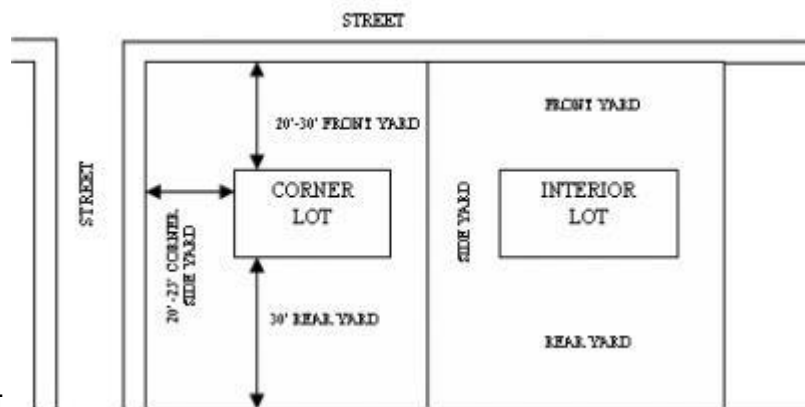 STREET
20'-30' FRONT YARD
FRONT YARD
STREET
CORNER
LOT
SIDE YARD
INTERIOR
LOT
20'-25' CORNER
SIDE YARD
30' REAR YARD
REAR YARD